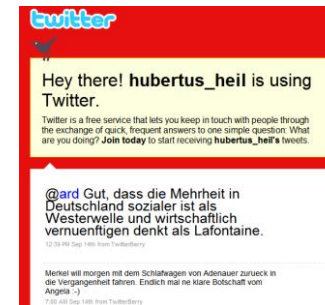 twitter
Hey there! hubertus_heil is using
Twitter.
Twitter is a free service that lets you keep in touch with people through
the exchange of quick, frequent answers to one simple question: What
are you doing? Join today to start receiving hubertus_heil's tweets.
@ard Gut, dass die Mehrheit in
Deutschland sozialer ist als
Westerwelle und wirtschaftlich
vernuenftigen denkt als Lafontaine.
12:39 PM Sep 14th from TwitterBerry
Merkel will morgen mit dem Schlafwagen von Adenauer zurueck in
die Vergangenheit fahren. Endlich mal ne klare Botschaft vom
Angela :-)
7:50 AM Sep 14th from TwitterBerry